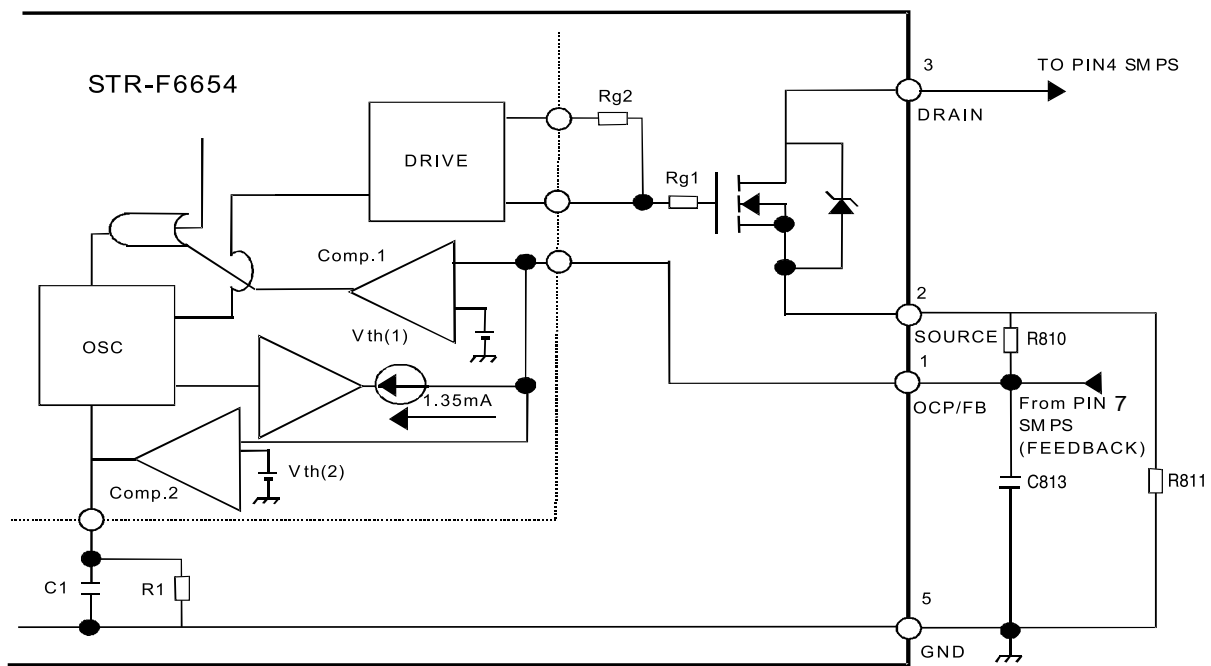 STR-F6654
3
TO PIN4 SMPS
DRAIN
Rg2
DRIVE
Rg1
Comp.1
Vth(1)
OSC
2
SOURCE
R810
1
OCP/FB
1.35mA
From PIN 7
SMPS
(FEEDBACK)
Vth(2)
Comp.2
C813
R811
C1
R1
5
GND